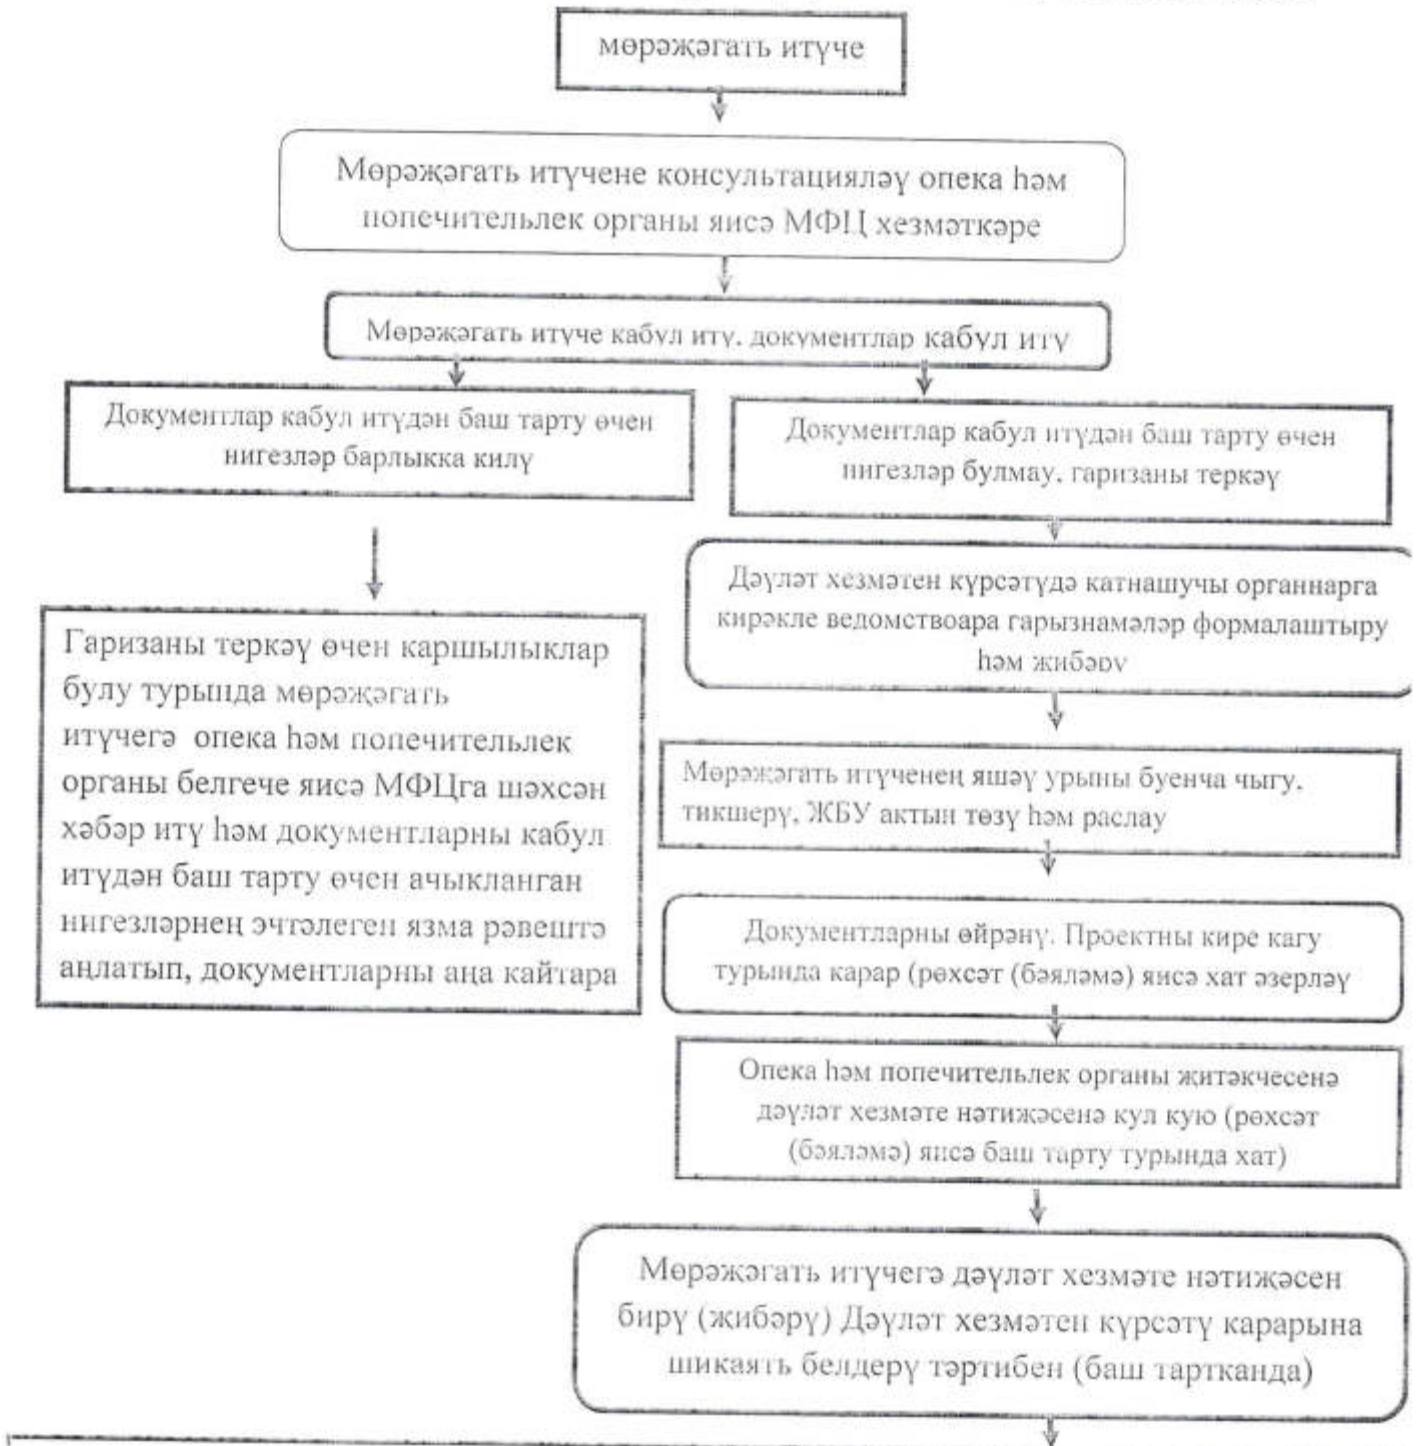 мөрәҗәгать итүче
Мөрәҗәгать итүчене консультацияләү опека һәм
попечительлек органы яисә МФЦ хезмәткәре
Мөрәҗәгать итүче кабул итү. документлар кабул итү
Документлар кабул итүдән баш тарту өчен
нигезләр барлыкка килү
Документлар кабул итүдән баш тарту өчен
нигезләр булмау. гаризаны теркәү
Дәүләт хезмәтен күрсәтүдә катнашучы органнарга
кирәкле ведомствоара гарызнамәләр формалаштыру
һәм җибәрү
Гаризаны теркәү өчен каршылыклар
булу турында мөрәҗәгать
итүчегә опека һәм попечительлек
органы белгече яисә МФЦга шәхсән
хәбәр итү һәм документларны кабул
итүдән баш тарту өчен ачыкланган
нигезләрнең эчтәлеген язма рәвештә
аңлатып, документларны аңа кайтара
Мөрәҗәгать итүченең яшәү урыны буенча чыгу.
тикшерү, ЖБУ актын төзү һәм раслау
Документларны өйрәнү. Проектны кире кагу
турында карар (рөхсәт (бәяләмә) яисә хат әзерләү
Опека һәм попечительлек органы җитәкчесенә
дәүләт хезмәте нәтиҗәсенә кул кую (рөхсәт
(бәяләмә) яисә баш тарту турында хат)
Мөрәҗәгать итүчегә дәүләт хезмәте нәтиҗәсен
бирү (җибәрү) Дәүләт хезмәтен күрсәтү карарына
шикаять белдерү тәртибен (баш тартканда)